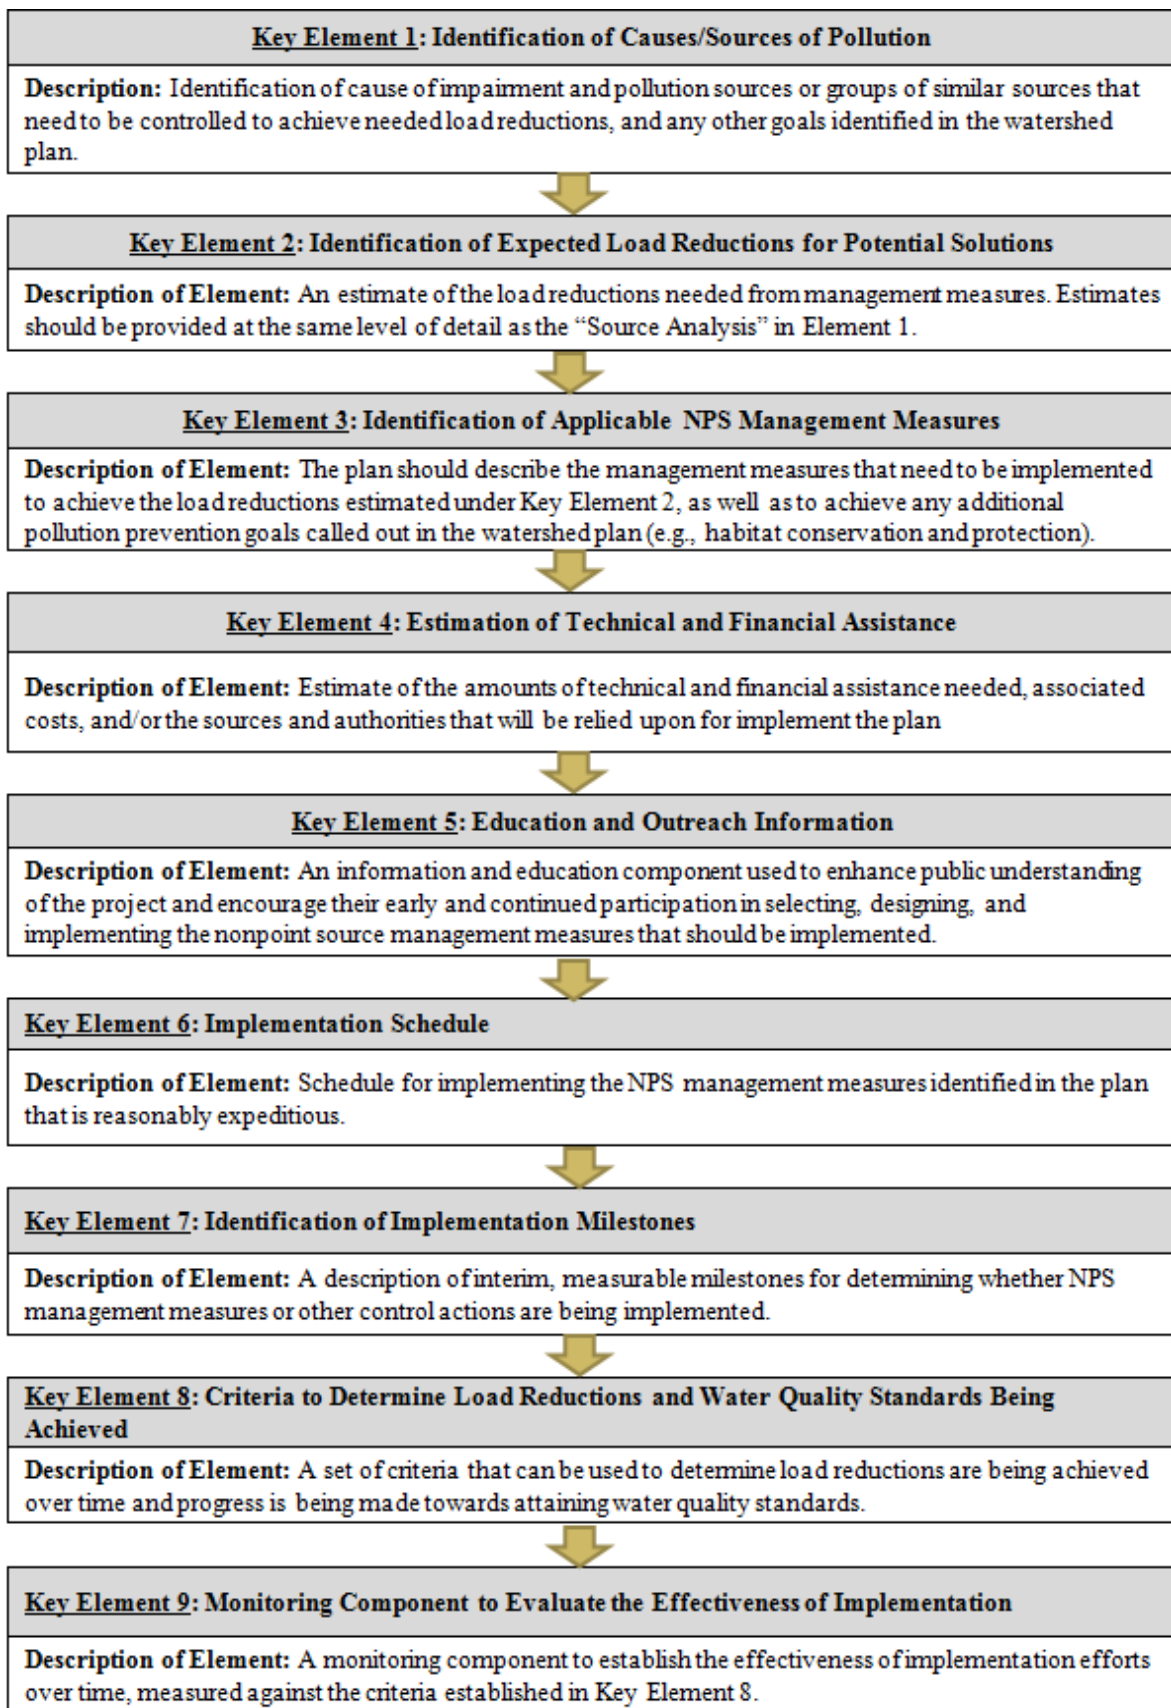 Key Element 1: Identification of Causes/Sources of Pollution
Description: Identification of cause of impairment and pollution sources or groups of similar sources that
need to be controlled to achieve needed load reductions, and any other goals identified in the watershed
plan.
Key Element 2: Identification of Expected Load Reductions for Potential Solutions
Description of Element: An estimate of the load reductions needed from management measures. Estimates
should be provided at the same level of detail as the “Source Analysis” in Element 1.
Key Element 3: Identification of Applicable NPS Management Measures
Description of Element: The plan should describe the management measures that need to be implemented
to achieve the load reductions estimated under Key Element 2, as well as to achieve any additional
pollution prevention goals called out in the watershed plan (e.g., habitat conservation and protection).
Key Element 4: Estimation of Technical and Financial Assistance
Description of Element: Estimate of the amounts of technical and financial assistance needed, associated
costs, and/or the sources and authorities that will be relied upon for implement the plan
Key Element 5: Education and Outreach Information
Description of Element: An information and education component used to enhance public understanding
of the project and encourage their early and continued participation in selecting, designing, and
implementing the nonpoint source management measures that should be implemented.
Key Element 6: Implementation Schedule
Description of Element: Schedule for implementing the NPS management measures identified in the plan
that is reasonably expeditious.
Key Element 7: Identification of Implementation Milestones
Description of Element: A description of interim, measurable milestones for determining whether NPS
management measures or other control actions are being implemented.
Key Element 8: Criteria to Determine Load Reductions and Water Quality Standards Being
Achieved
Description of Element: A set of criteria that can be used to determine load reductions are being achieved
over time and progress is being made towards attaining water quality standards.
Key Element 9: Monitoring Component to Evaluate the Effectiveness of Implementation
Description of Element: A monitoring component to establish the effectiveness of implementation efforts
over time, measured against the criteria established in Key Element 8.